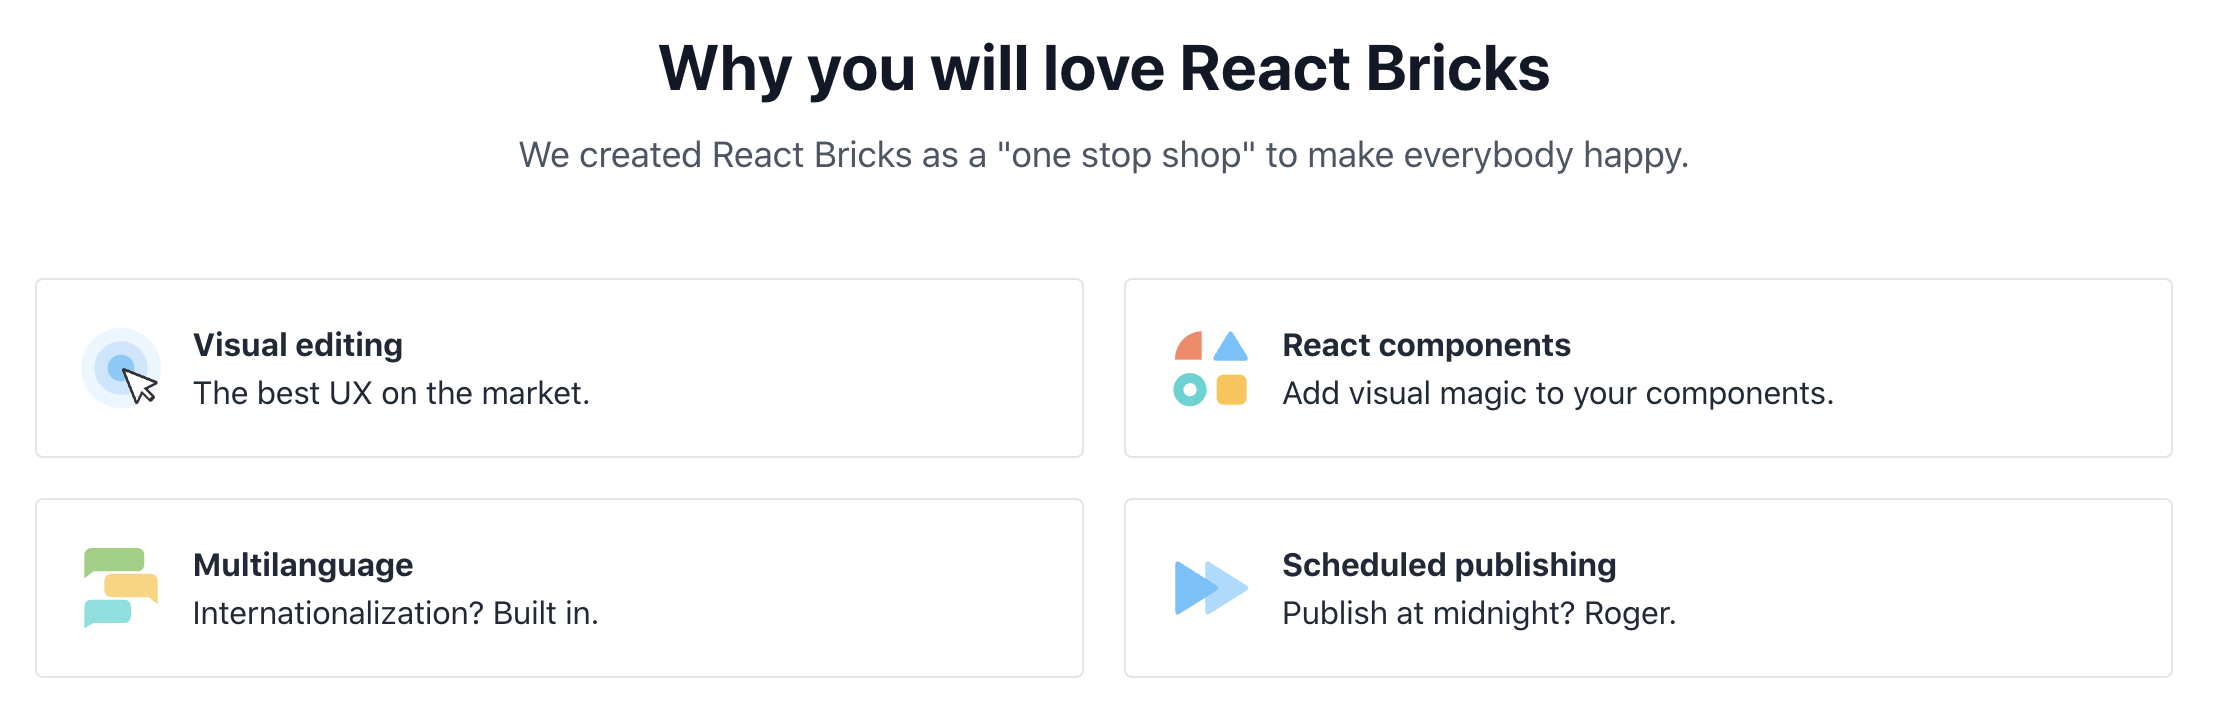 Why you will love React Bricks
We created React Bricks as a "one stop shop" to make everybody happy.
Visual editing
The best UX on the market.
React components
Add visual magic to your components.
Multilanguage
Internationalization? Built in.
Scheduled publishing
Publish at midnight? Roger.